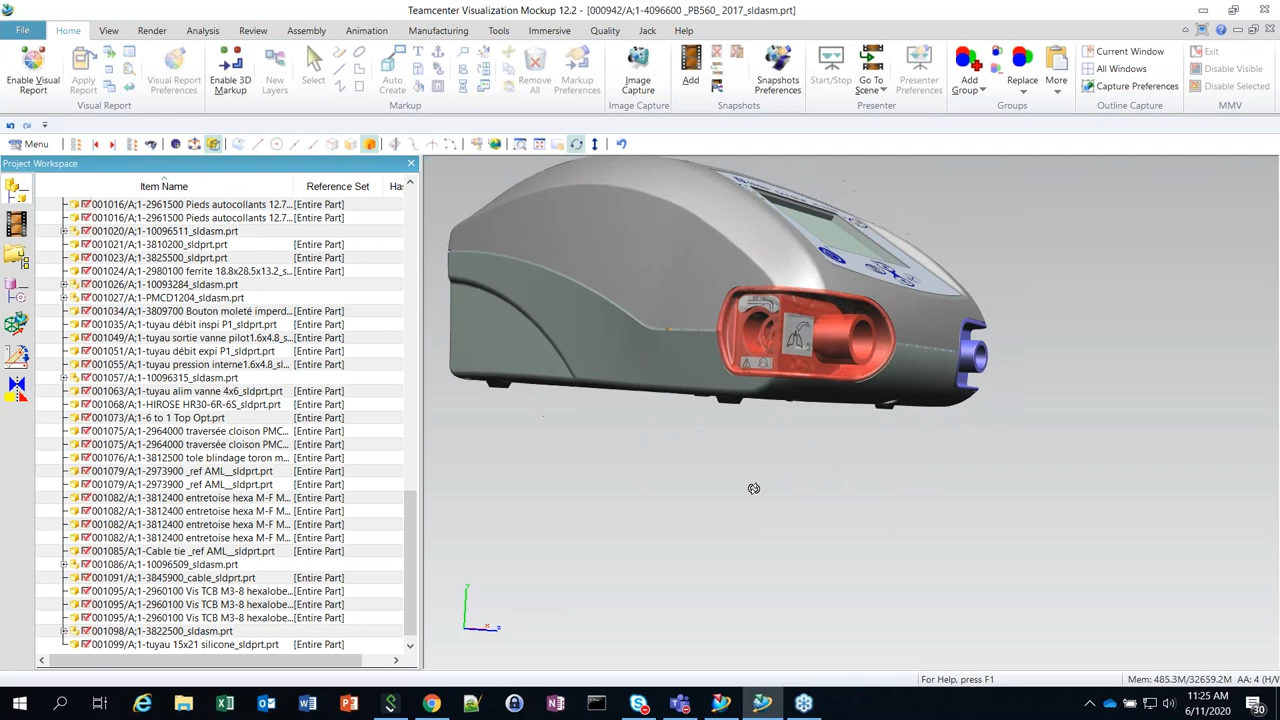 Teamcenter Visualization Mockup 12.2 - [000942/A;1-4096600 _PB560_ 2017_sldasm.prt]
File Home View Render Review Analysis Assembly Animation Manufacturing Tools Immersive Quality Jack Help
Enable Visual Report
Apply Report
Visual Report Preferences
Visual Report
Enable 3D Markup
New Layers
Select
Auto Create
Remove All
Markup Preferences
Markup
Image Capture
Image Capture
Add
Snapshots Preferences
Snapshots
Start/Stop
Go To Scene
Presenter Preferences
Presenter
Add Group
Replace
More
Groups
Current Window
All Windows
Capture Preferences
Outline Capture
Exit
Disable Visible
Disable Selected
MMV
Menu
Project Workspace
Item Name Reference Set Ha
001016/A;1-2961500 Pieds autocollants 12.7... [Entire Part]
001016/A;1-2961500 Pieds autocollants 12.7... [Entire Part]
001020/A;1-10096511_sldasm.prt
001021/A;1-3810200_sldprt.prt [Entire Part]
001023/A;1-3825500_sldprt.prt [Entire Part]
001024/A;1-2980100 ferrite 18.8x28.5x13.2_s... [Entire Part]
001026/A;1-10093284_sldasm.prt
001027/A;1-PMCD1204_sldasm.prt
001034/A;1-3809700 Bouton moleté imperd... [Entire Part]
001035/A;1-tuyau débit inspi P1_sldprt.prt [Entire Part]
001049/A;1-tuyau sortie vanne pilot1.6x4.8_s... [Entire Part]
001051/A;1-tuyau débit expi P1_sldprt.prt [Entire Part]
001055/A;1-tuyau pression interne1.6x4.8_sl... [Entire Part]
001057/A;1-10096315_sldasm.prt
001063/A;1-tuyau alim vanne 4x6_sldprt.prt [Entire Part]
001068/A;1-HIROSE HR30-6R-6S_sldprt.prt [Entire Part]
001073/A;1-6 to 1 Top Opt.prt [Entire Part]
001075/A;1-2964000 traversée cloison PMC... [Entire Part]
001075/A;1-2964000 traversée cloison PMC... [Entire Part]
001076/A;1-3812500 tole blindage toron m... [Entire Part]
001079/A;1-2973900 _ref AML__sldprt.prt [Entire Part]
001079/A;1-2973900 _ref AML__sldprt.prt [Entire Part]
001082/A;1-3812400 entretoise hexa M-F M... [Entire Part]
001082/A;1-3812400 entretoise hexa M-F M... [Entire Part]
001082/A;1-3812400 entretoise hexa M-F M... [Entire Part]
001082/A;1-3812400 entretoise hexa M-F M... [Entire Part]
001085/A;1-Cable tie _ref AML__sldprt.prt [Entire Part]
001086/A;1-10096509_sldasm.prt
001091/A;1-3845900_cable_sldprt.prt [Entire Part]
001095/A;1-2960100 Vis TCB M3-8 hexalobe... [Entire Part]
001095/A;1-2960100 Vis TCB M3-8 hexalobe... [Entire Part]
001095/A;1-2960100 Vis TCB M3-8 hexalobe... [Entire Part]
001098/A;1-3822500_sldasm.prt
001099/A;1-tuyau 15x21 silicone_sldprt.prt [Entire Part]
For Help, press F1
Mem: 485.3M/32659.2M
AA: 4 (H/V
11:25 AM
6/11/2020
30